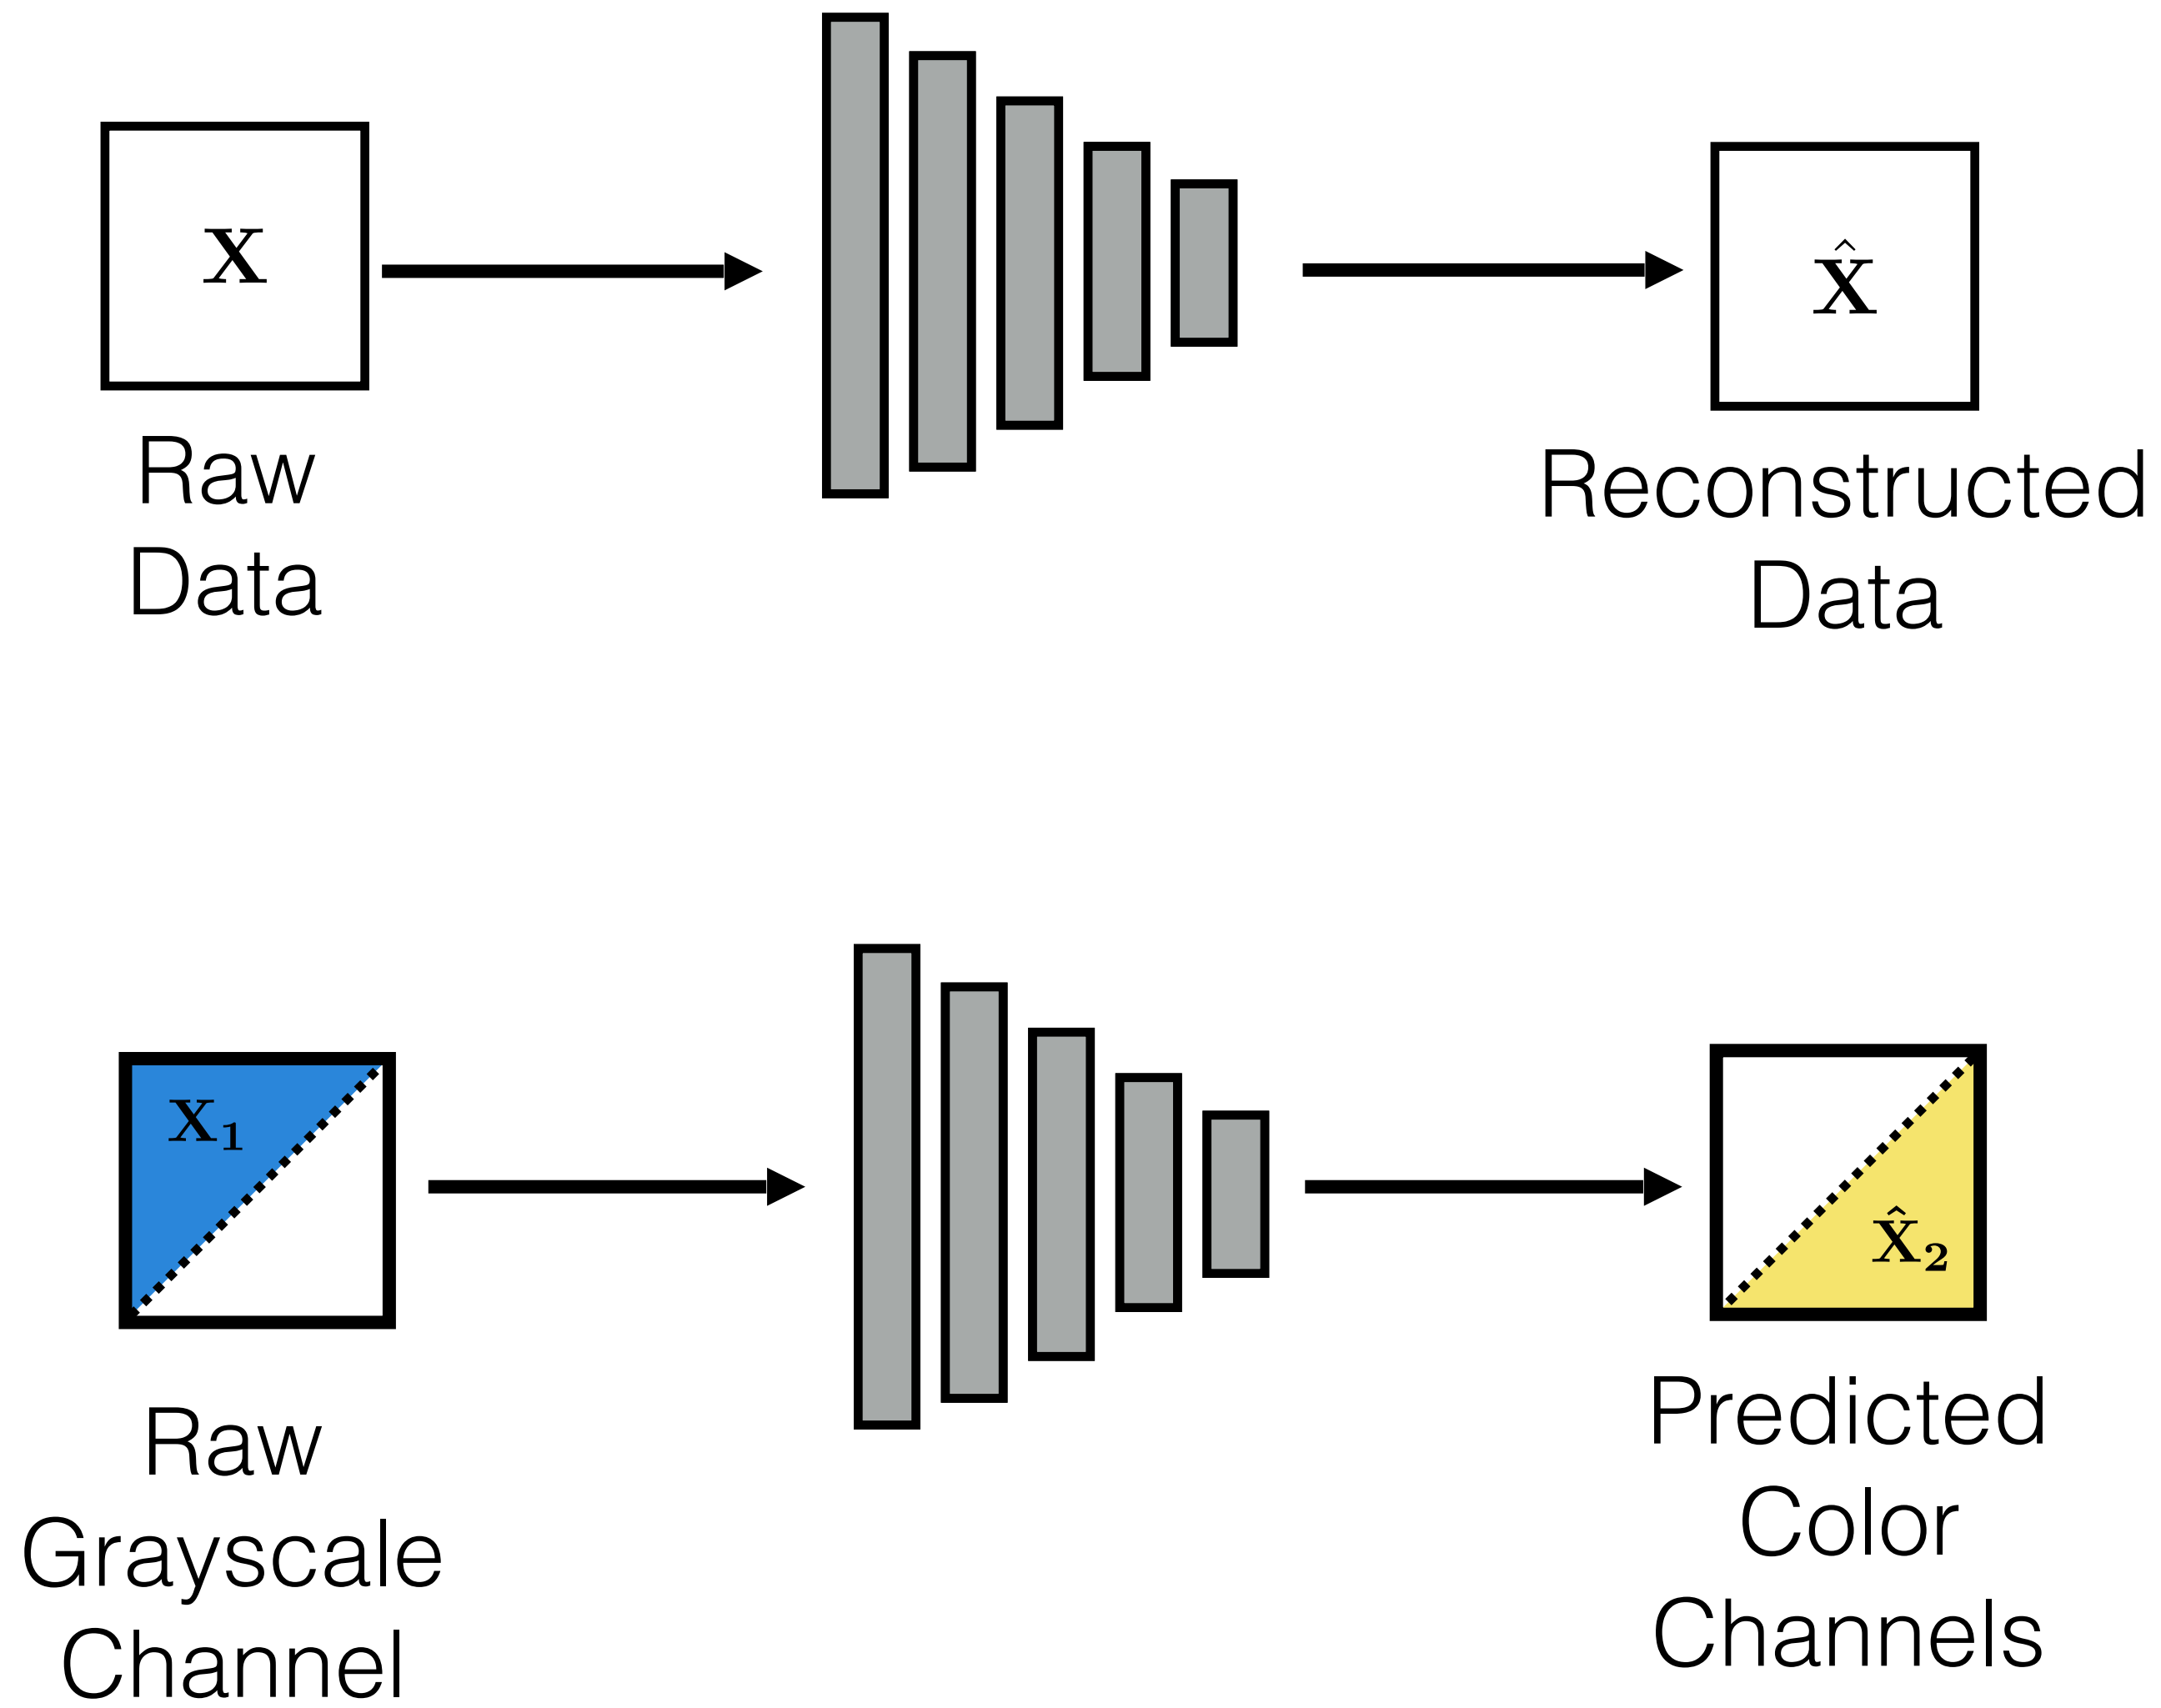 x
Raw
Data
x̂
Reconstructed
Data
x₁
Raw
Grayscale
Channel
x̂₂
Predicted
Color
Channels